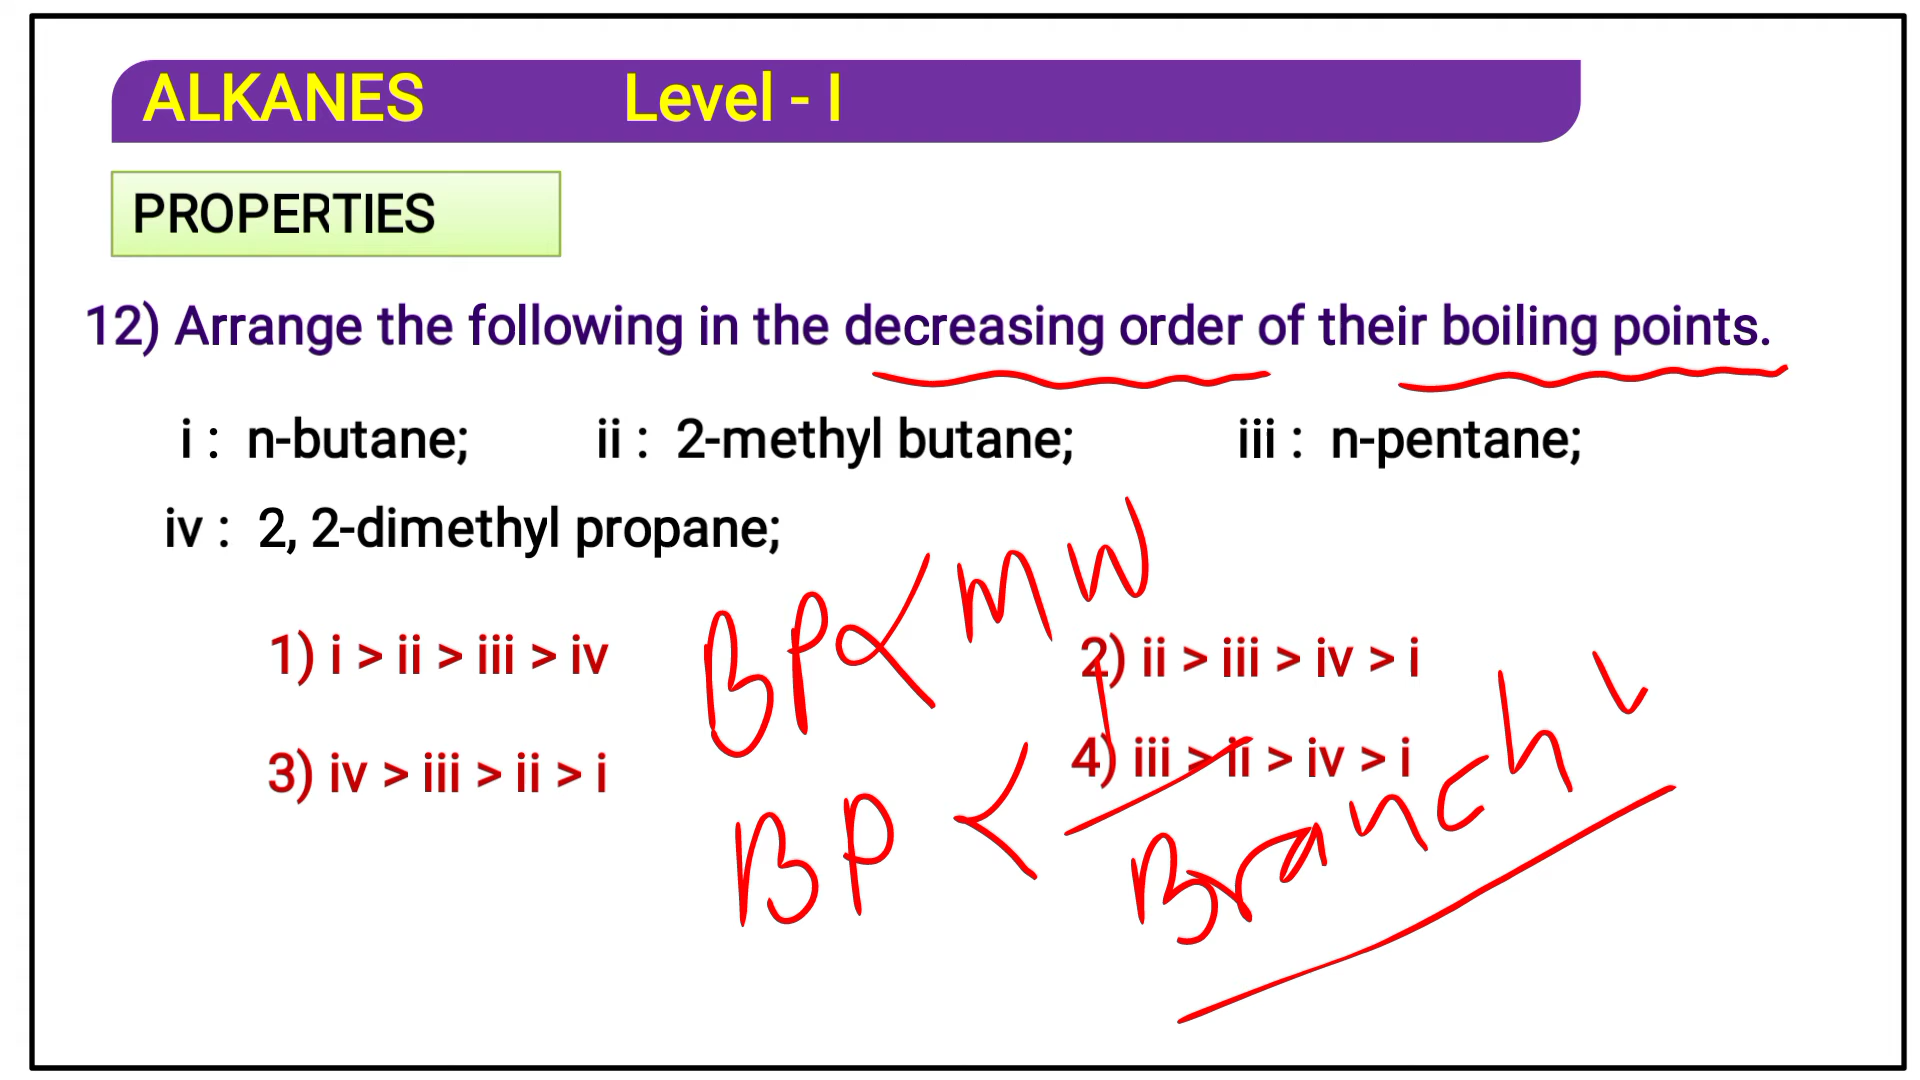 ALKANES Level - I
PROPERTIES
12) Arrange the following in the decreasing order of their boiling points.
i : n-butane; ii : 2-methyl butane; iii : n-pentane;
iv : 2, 2-dimethyl propane;
BP ∝ MW
1) i > ii > iii > iv 2) ii > iii > iv > i
3) iv > iii > ii > i 4) iii > ii > iv > i
BP ∝ 1
Branch